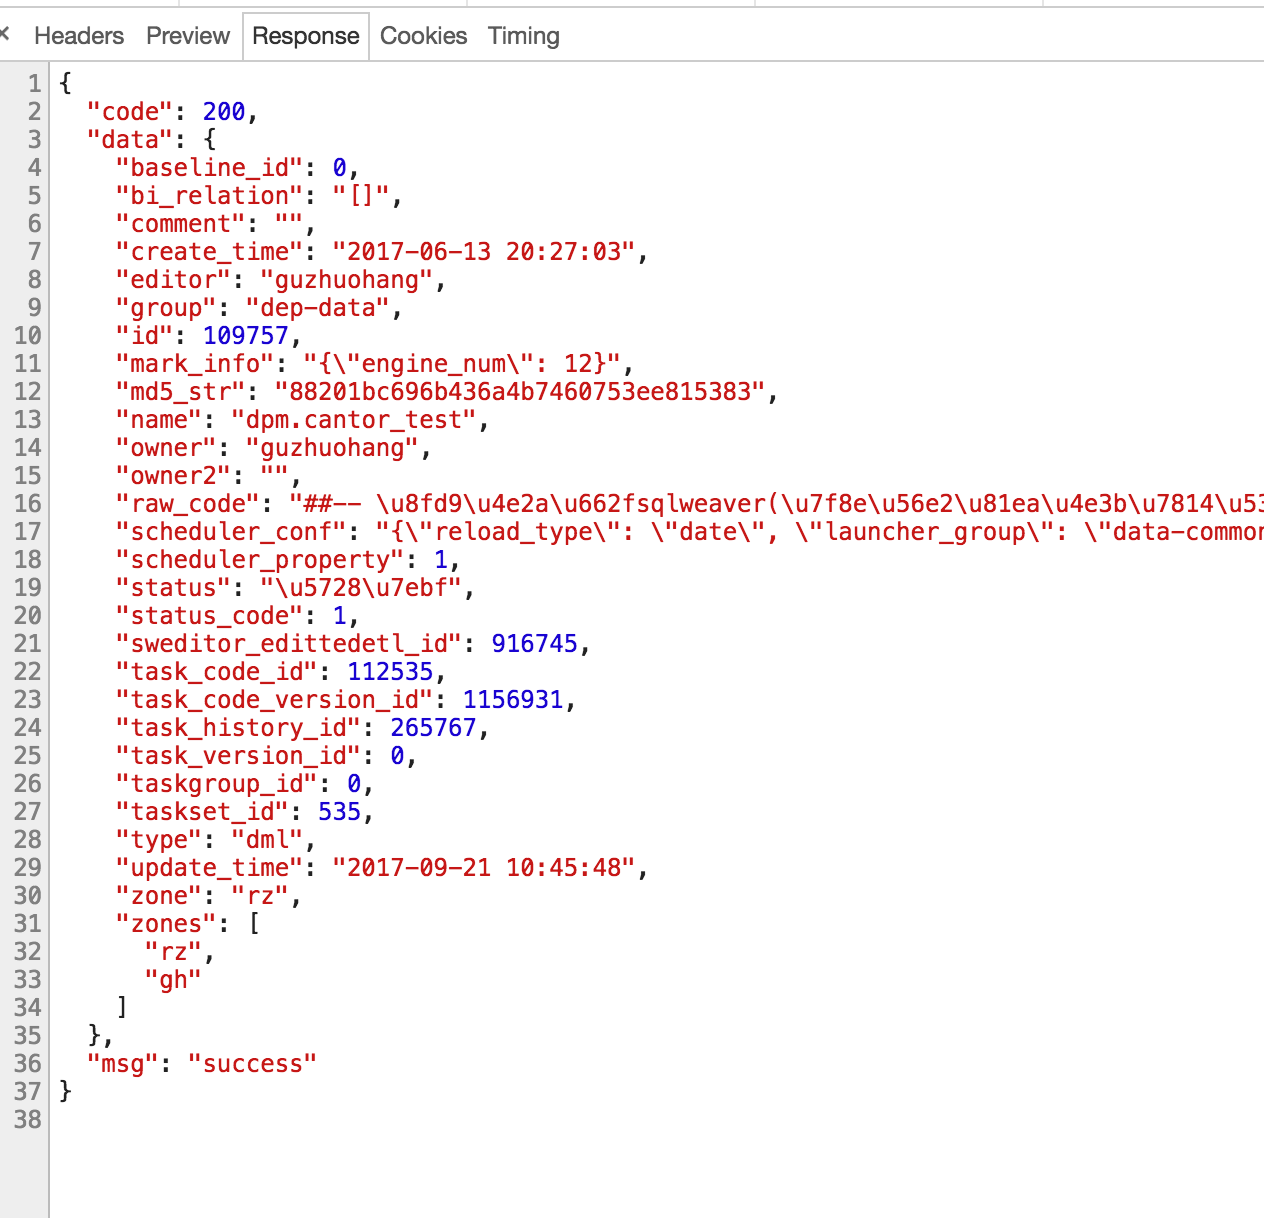 × Headers Preview Response Cookies Timing
1 {
2 "code": 200,
3 "data": {
4 "baseline_id": 0,
5 "bi_relation": "[]",
6 "comment": "",
7 "create_time": "2017-06-13 20:27:03",
8 "editor": "guzhuohang",
9 "group": "dep-data",
10 "id": 109757,
11 "mark_info": "{\"engine_num\": 12}",
12 "md5_str": "88201bc696b436a4b7460753ee815383",
13 "name": "dpm.cantor_test",
14 "owner": "guzhuohang",
15 "owner2": "",
16 "raw_code": "##-- \u8fd9\u4e2a\u662fsqlweaver(\u7f8e\u56e2\u81ea\u4e3b\u7814\u53
17 "scheduler_conf": "{\"reload_type\": \"date\", \"launcher_group\": \"data-common
18 "scheduler_property": 1,
19 "status": "\u5728\u7ebf",
20 "status_code": 1,
21 "sweditor_edittedetl_id": 916745,
22 "task_code_id": 112535,
23 "task_code_version_id": 1156931,
24 "task_history_id": 265767,
25 "task_version_id": 0,
26 "taskgroup_id": 0,
27 "taskset_id": 535,
28 "type": "dml",
29 "update_time": "2017-09-21 10:45:48",
30 "zone": "rz",
31 "zones": [
32 "rz",
33 "gh"
34 ]
35 },
36 "msg": "success"
37 }
38